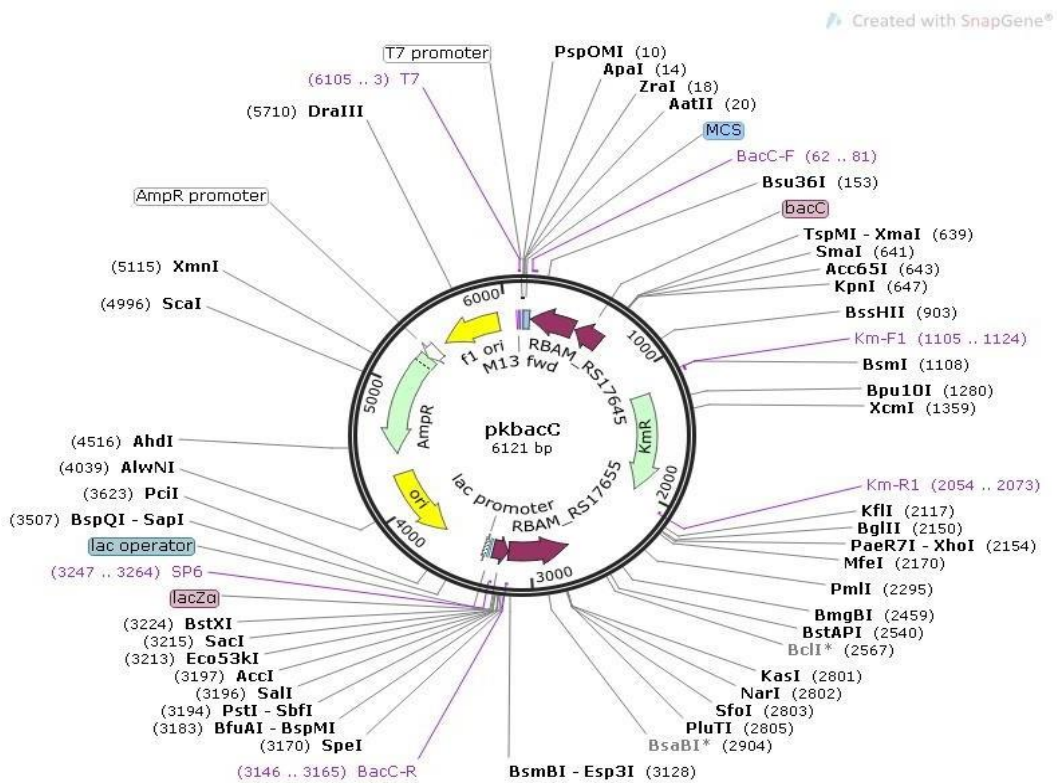 Created with SnapGene®
T7 promoter
(6105 .. 3) T7
(5710) DraIII
AmpR promoter
(5115) XmnI
(4996) ScaI
(4516) AhdI
(4039) AlwNI
(3623) PciI
(3507) BspQI - SapI
lac operator
(3247 .. 3264) SP6
lacZα
(3224) BstXI
(3215) SacI
(3213) Eco53kI
(3197) AccI
(3196) SalI
(3194) PstI - SbfI
(3183) BfuAI - BspMI
(3170) SpeI
(3146 .. 3165) BacC-R
PspOMI (10)
ApaI (14)
ZraI (18)
AatII (20)
MCS
BacC-F (62 .. 81)
Bsu36I (153)
bacC
TspMI - XmaI (639)
SmaI (641)
Acc65I (643)
KpnI (647)
BssHII (903)
Km-F1 (1105 .. 1124)
BsmI (1108)
Bpu10I (1280)
XcmI (1359)
Km-R1 (2054 .. 2073)
KflI (2117)
BglII (2150)
PaeR7I - XhoI (2154)
MfeI (2170)
PmlI (2295)
BmgBI (2459)
BstAPI (2540)
BclI* (2567)
KasI (2801)
NarI (2802)
SfoI (2803)
PluTI (2805)
BsaBI* (2904)
BsmBI - Esp3I (3128)
6000
1000
2000
3000
4000
5000
f1 ori
M13 fwd
RBAM_RS17645
KmR
AmpR
ori
lac promoter
RBAM_RS17655
pkbacC
6121 bp